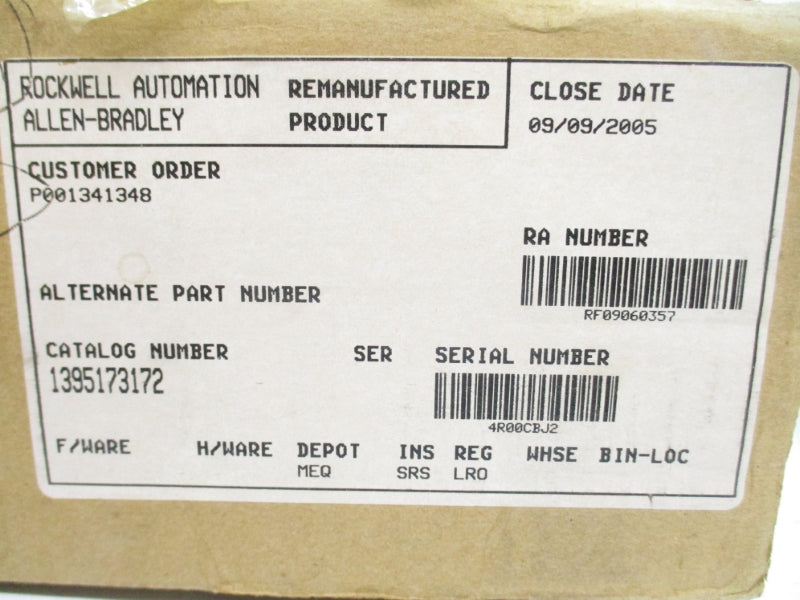 ROCKWELL AUTOMATION REMANUFACTURED
ALLEN-BRADLEY PRODUCT
CLOSE DATE
09/09/2005
CUSTOMER ORDER
P001341348
RA NUMBER
RF09060357
ALTERNATE PART NUMBER
CATALOG NUMBER SER SERIAL NUMBER
1395173172
4R00CBJ2
F/WARE H/WARE DEPOT INS REG WHSE BIN-LOC
MEQ SRS LRO